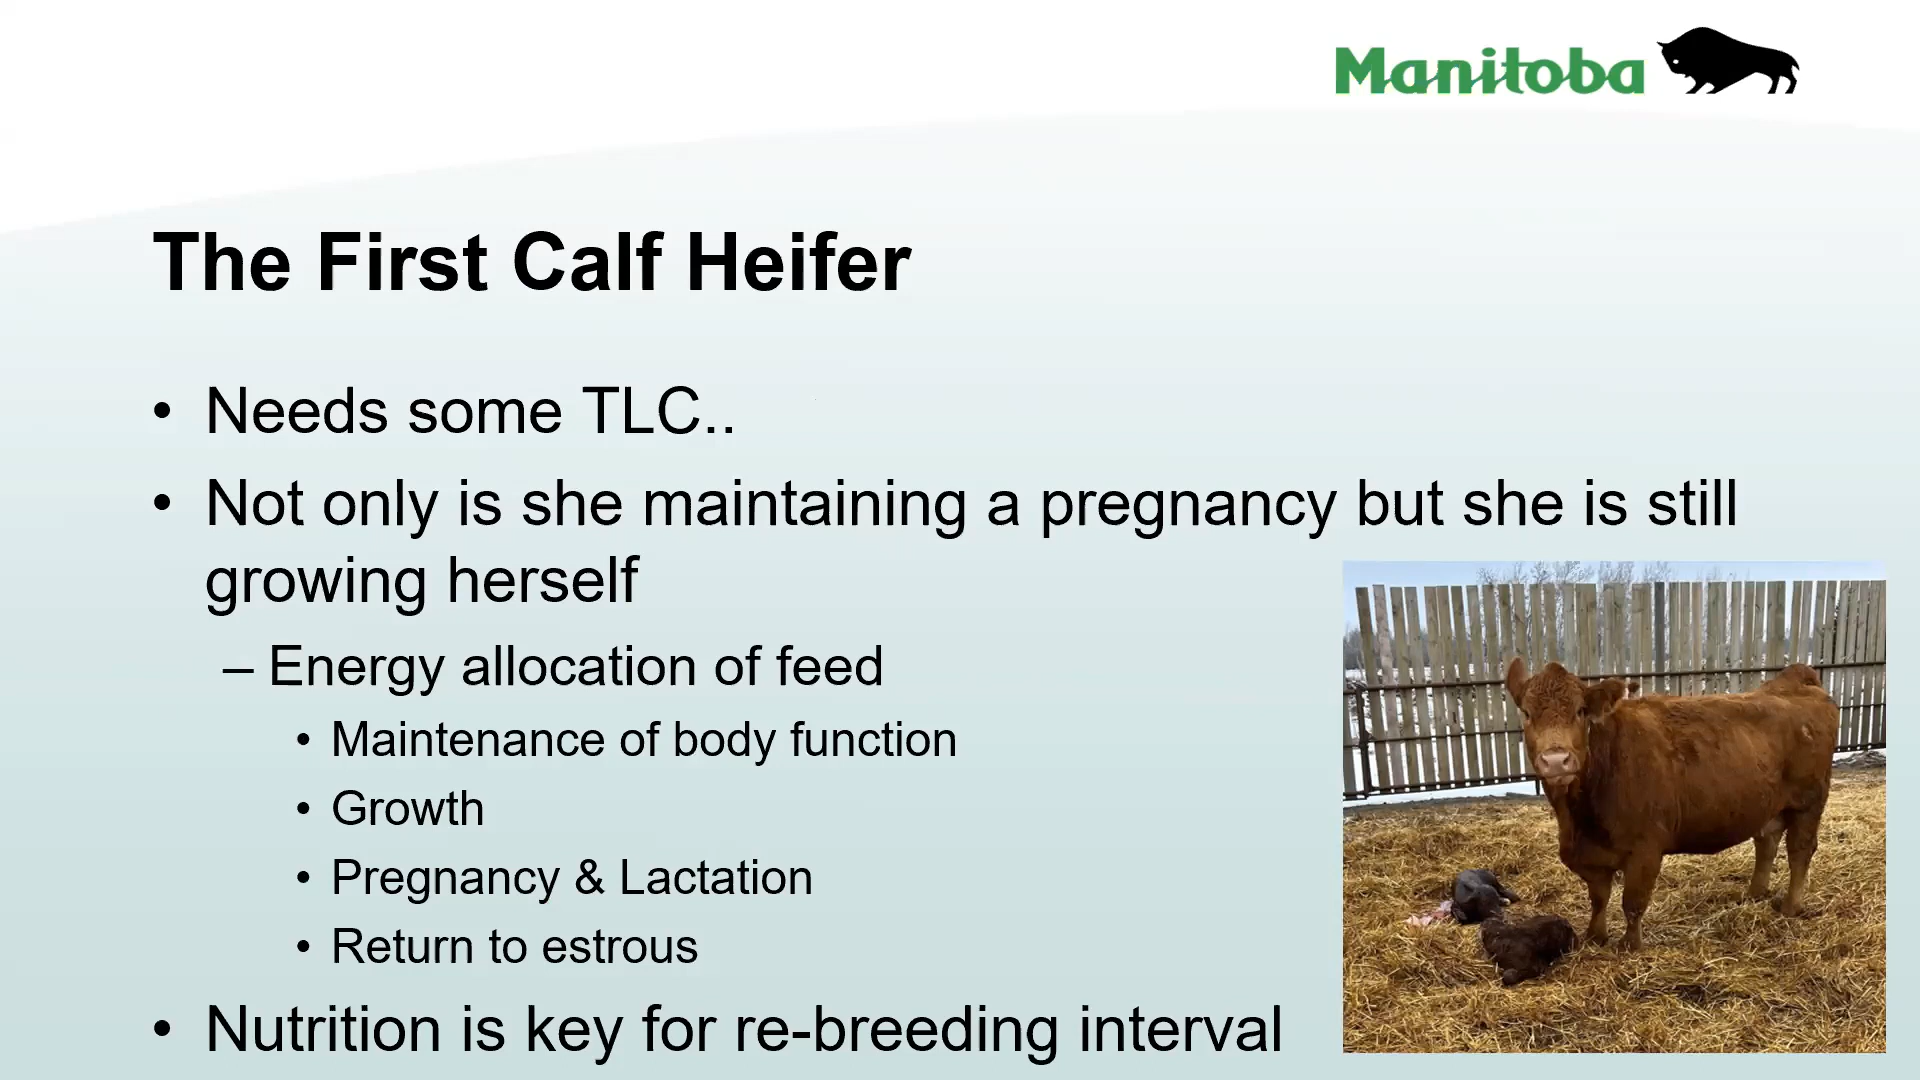 Manitoba
The First Calf Heifer
• Needs some TLC..
• Not only is she maintaining a pregnancy but she is still
growing herself
– Energy allocation of feed
• Maintenance of body function
• Growth
• Pregnancy & Lactation
• Return to estrous
• Nutrition is key for re-breeding interval